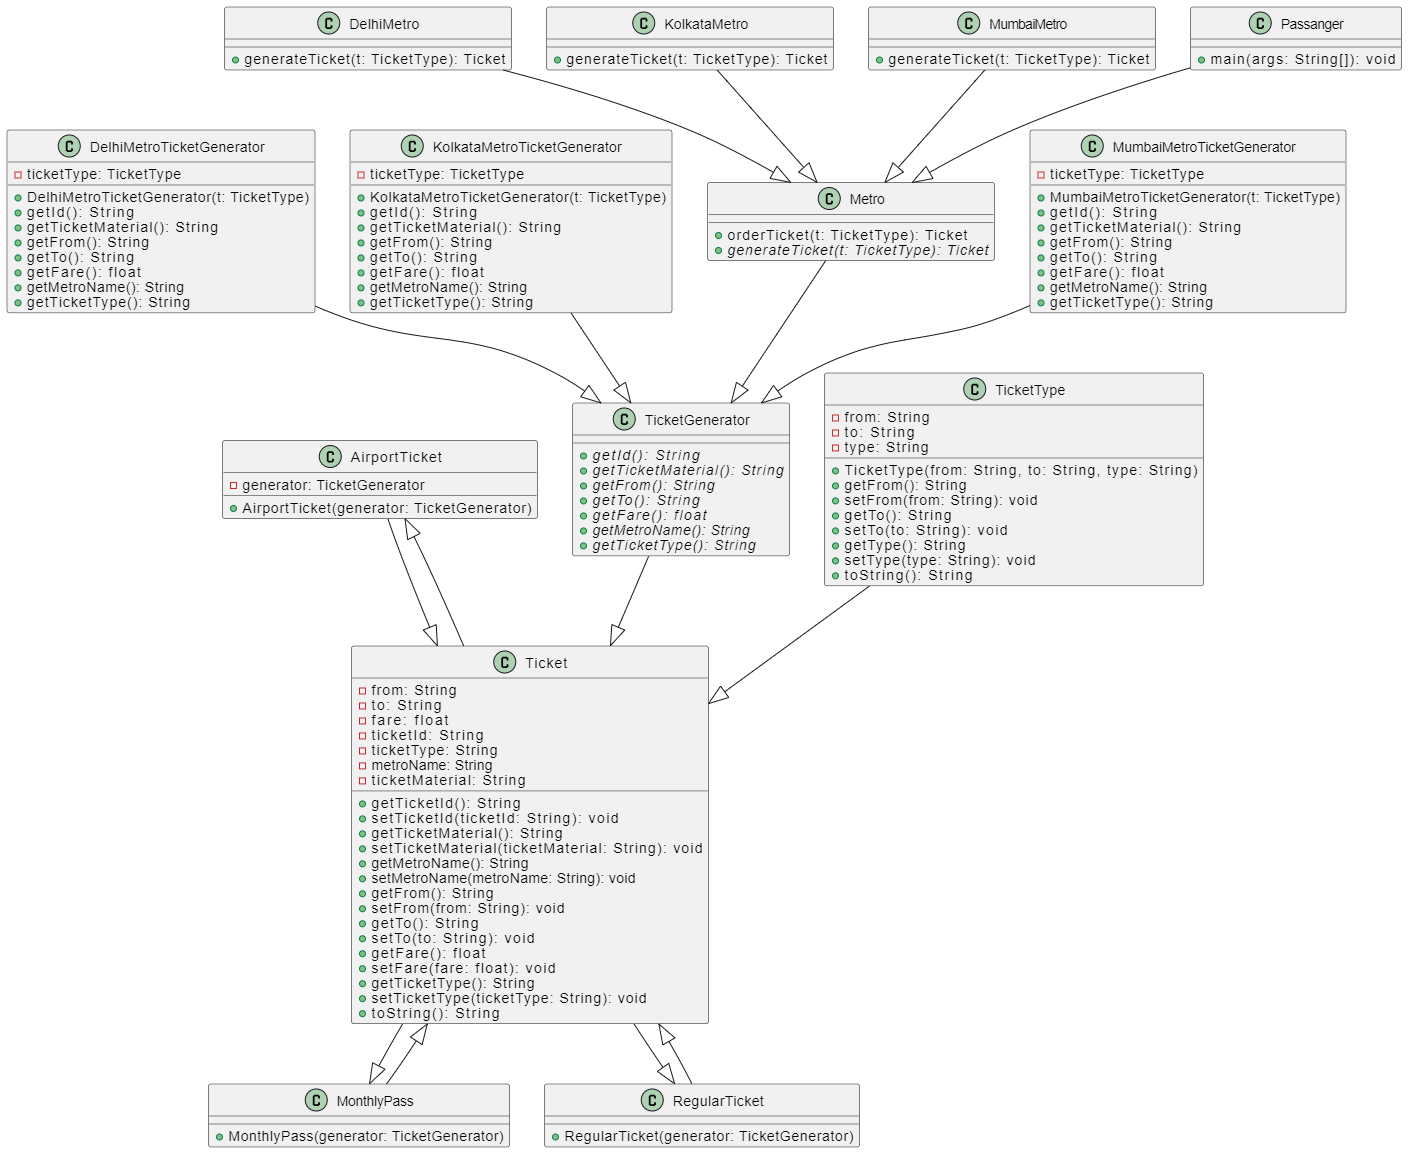 C DelhiMetro
generateTicket(t: TicketType): Ticket
C KolkataMetro
generateTicket(t: TicketType): Ticket
C MumbaiMetro
generateTicket(t: TicketType): Ticket
C Passanger
main(args: String[]): void
C DelhiMetroTicketGenerator
ticketType: TicketType
DelhiMetroTicketGenerator(t: TicketType)
getId(): String
getTicketMaterial(): String
getFrom(): String
getTo(): String
getFare(): float
getMetroName(): String
getTicketType(): String
C KolkataMetroTicketGenerator
ticketType: TicketType
KolkataMetroTicketGenerator(t: TicketType)
getId(): String
getTicketMaterial(): String
getFrom(): String
getTo(): String
getFare(): float
getMetroName(): String
getTicketType(): String
C Metro
orderTicket(t: TicketType): Ticket
generateTicket(t: TicketType): Ticket
C MumbaiMetroTicketGenerator
ticketType: TicketType
MumbaiMetroTicketGenerator(t: TicketType)
getId(): String
getTicketMaterial(): String
getFrom(): String
getTo(): String
getFare(): float
getMetroName(): String
getTicketType(): String
C AirportTicket
generator: TicketGenerator
AirportTicket(generator: TicketGenerator)
C TicketGenerator
getId(): String
getTicketMaterial(): String
getFrom(): String
getTo(): String
getFare(): float
getMetroName(): String
getTicketType(): String
C TicketType
from: String
to: String
type: String
TicketType(from: String, to: String, type: String)
getFrom(): String
setFrom(from: String): void
getTo(): String
setTo(to: String): void
getType(): String
setType(type: String): void
toString(): String
C Ticket
from: String
to: String
fare: float
ticketId: String
ticketType: String
metroName: String
ticketMaterial: String
getTicketId(): String
setTicketId(ticketId: String): void
getTicketMaterial(): String
setTicketMaterial(ticketMaterial: String): void
getMetroName(): String
setMetroName(metroName: String): void
getFrom(): String
setFrom(from: String): void
getTo(): String
setTo(to: String): void
getFare(): float
setFare(fare: float): void
getTicketType(): String
setTicketType(ticketType: String): void
toString(): String
C MonthlyPass
MonthlyPass(generator: TicketGenerator)
C RegularTicket
RegularTicket(generator: TicketGenerator)